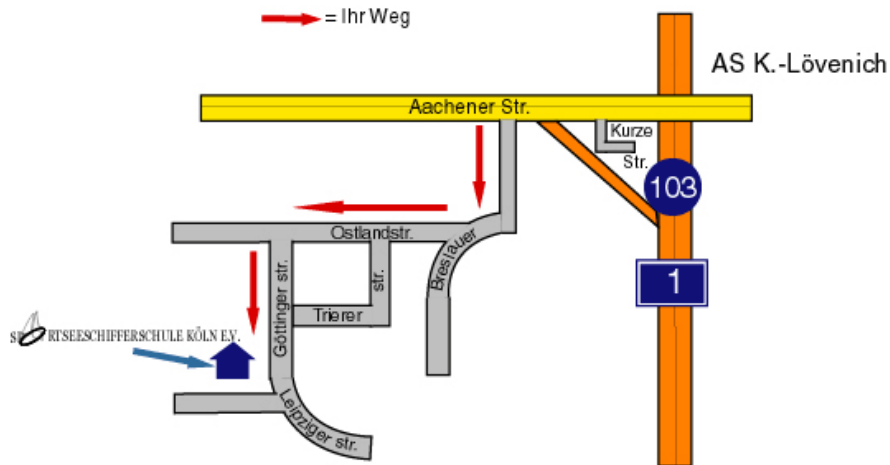 = Ihr Weg
AS K.-Lövenich
Aachener Str.
Kurze
Str.
103
Ostlandstr.
Breslauer
1
str.
Trierer
Göttinger str.
SPORTSEESCHIFFERSCHULE KÖLN E.V.
Leipziger str.